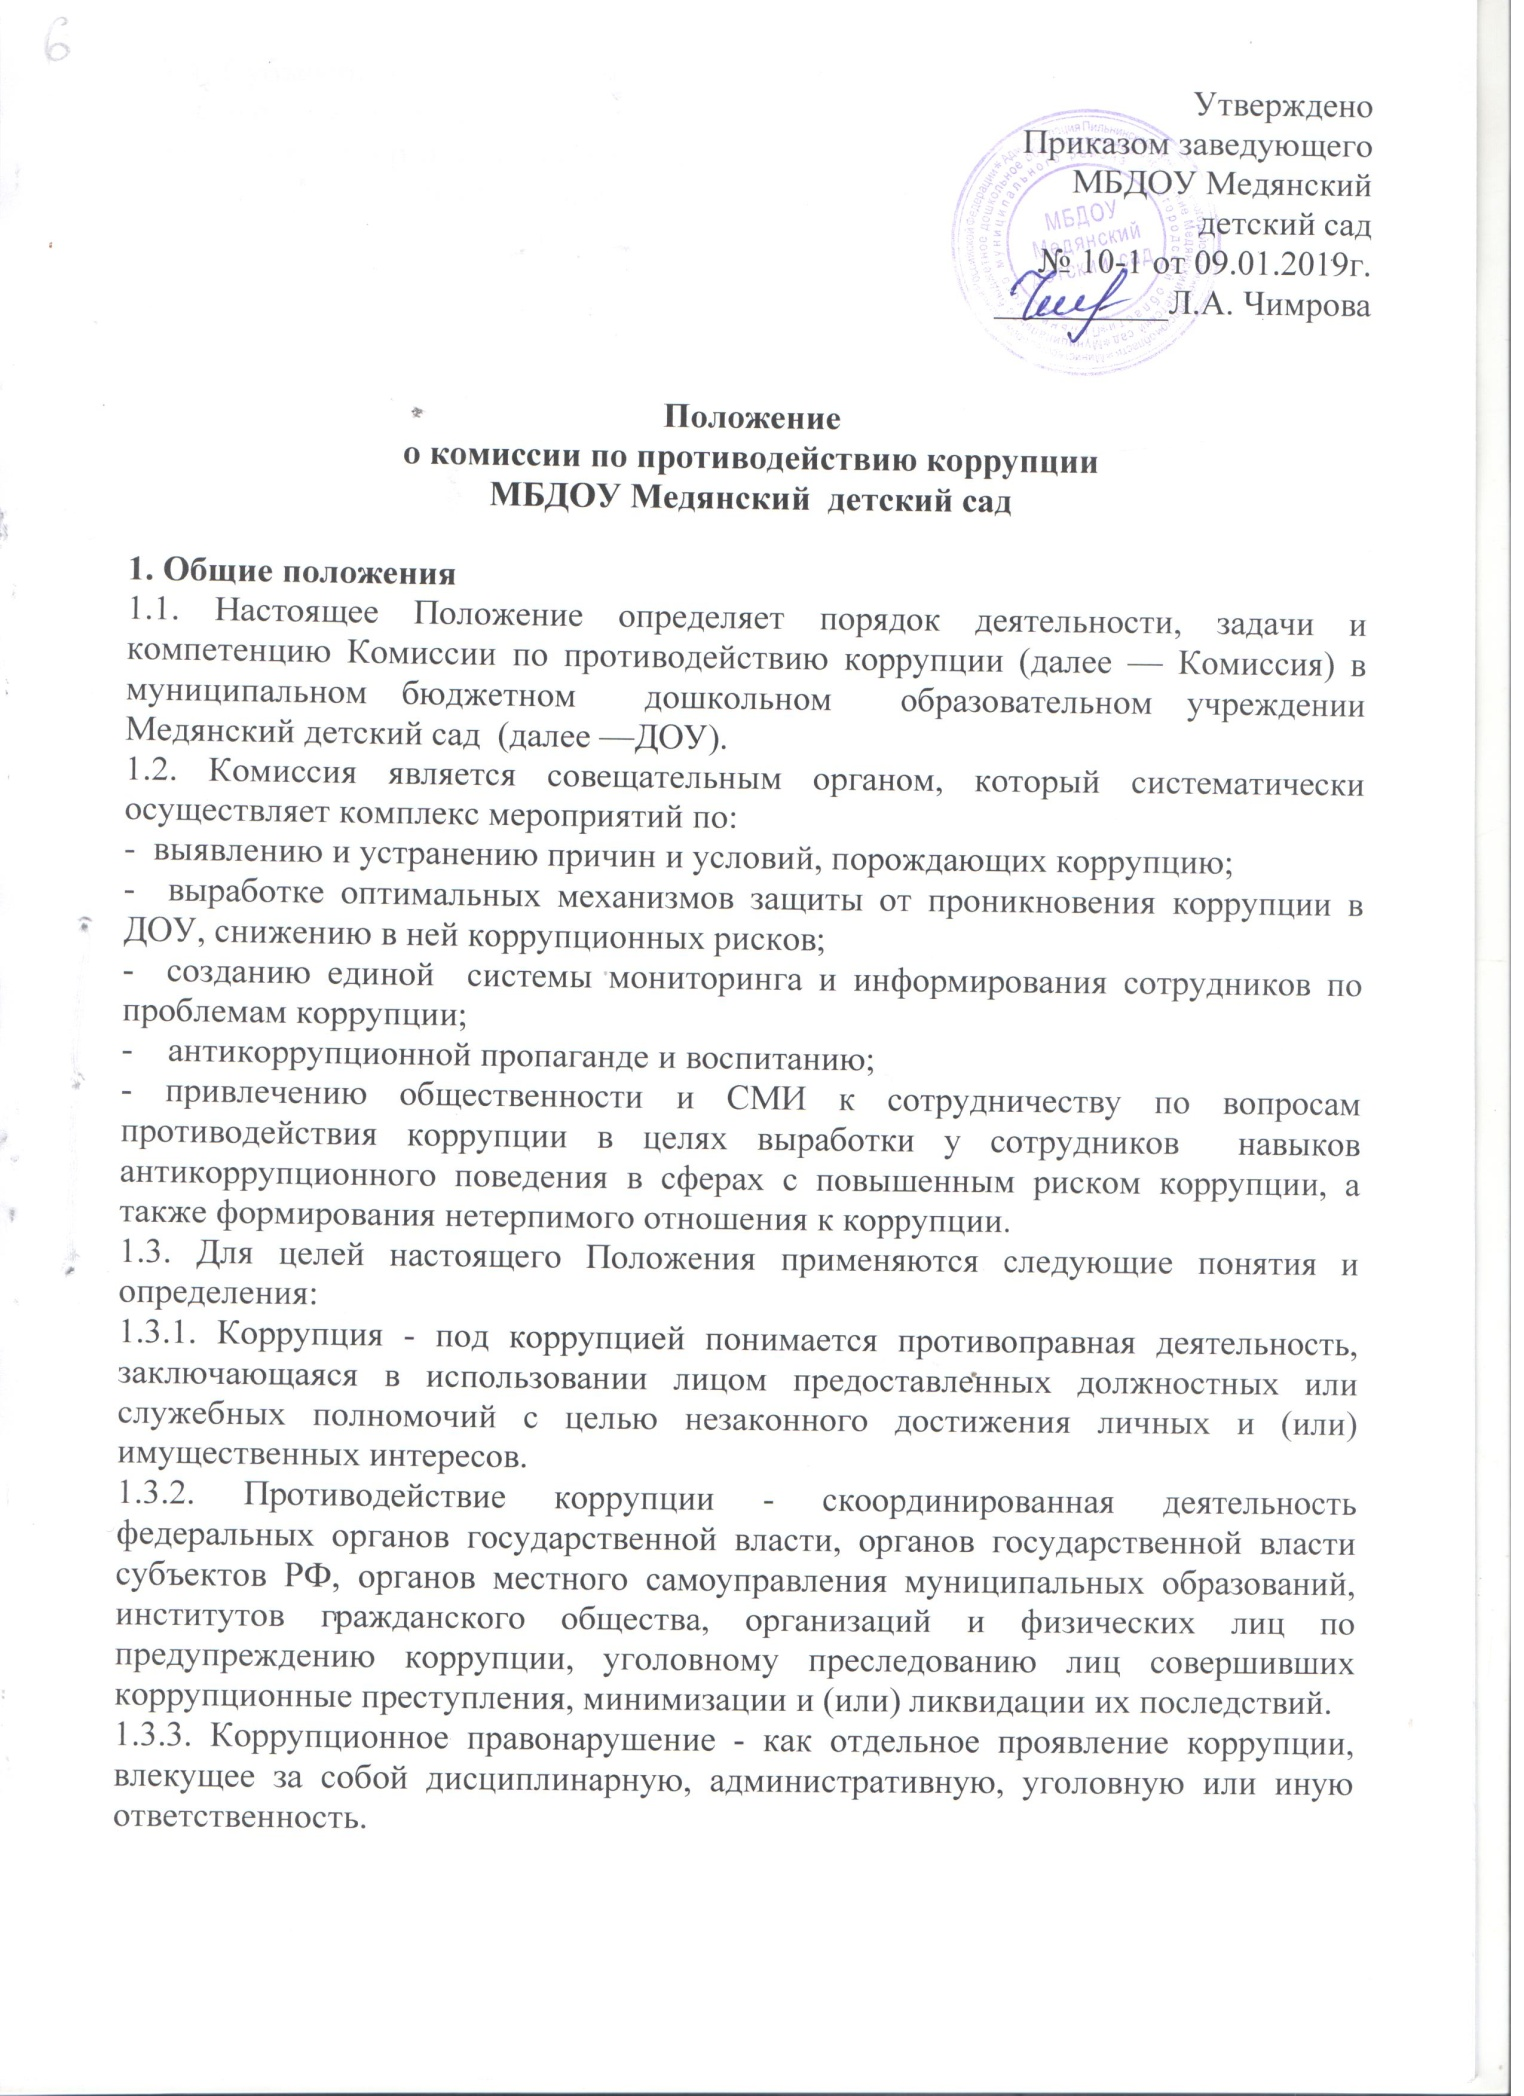 6
Утверждено
Приказом заведующего
МБДОУ Медянский
детский сад
№ 10-1 от 09.01.2019г.
__________Л.А. Чимрова
МБДОУ
Медянский
детский сад
Положение
о комиссии по противодействию коррупции
МБДОУ Медянский детский сад
1. Общие положения
1.1. Настоящее Положение определяет порядок деятельности, задачи и
компетенцию Комиссии по противодействию коррупции (далее — Комиссия) в
муниципальном бюджетном дошкольном образовательном учреждении
Медянский детский сад (далее —ДОУ).
1.2. Комиссия является совещательным органом, который систематически
осуществляет комплекс мероприятий по:
- выявлению и устранению причин и условий, порождающих коррупцию;
- выработке оптимальных механизмов защиты от проникновения коррупции в
ДОУ, снижению в ней коррупционных рисков;
- созданию единой системы мониторинга и информирования сотрудников по
проблемам коррупции;
- антикоррупционной пропаганде и воспитанию;
- привлечению общественности и СМИ к сотрудничеству по вопросам
противодействия коррупции в целях выработки у сотрудников навыков
антикоррупционного поведения в сферах с повышенным риском коррупции, а
также формирования нетерпимого отношения к коррупции.
1.3. Для целей настоящего Положения применяются следующие понятия и
определения:
1.3.1. Коррупция - под коррупцией понимается противоправная деятельность,
заключающаяся в использовании лицом предоставленных должностных или
служебных полномочий с целью незаконного достижения личных и (или)
имущественных интересов.
1.3.2. Противодействие коррупции - скоординированная деятельность
федеральных органов государственной власти, органов государственной власти
субъектов РФ, органов местного самоуправления муниципальных образований,
институтов гражданского общества, организаций и физических лиц по
предупреждению коррупции, уголовному преследованию лиц совершивших
коррупционные преступления, минимизации и (или) ликвидации их последствий.
1.3.3. Коррупционное правонарушение - как отдельное проявление коррупции,
влекущее за собой дисциплинарную, административную, уголовную или иную
ответственность.